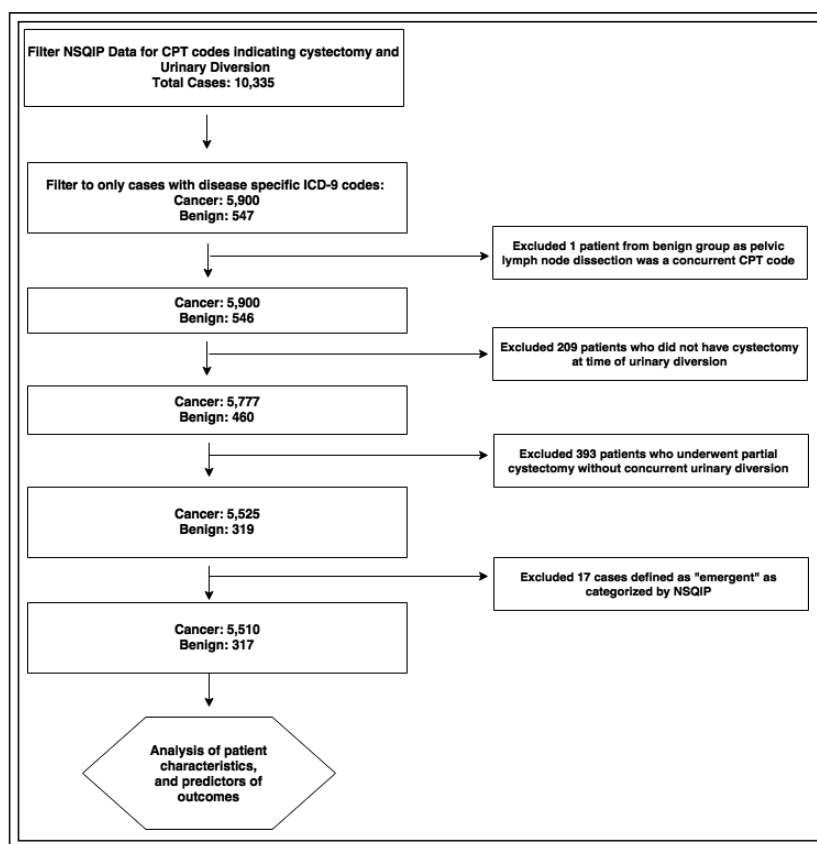 Filter NSQIP Data for CPT codes indicating cystectomy and
Urinary Diversion
Total Cases: 10,335
Filter to only cases with disease specific ICD-9 codes:
Cancer: 5,900
Benign: 547
Excluded 1 patient from benign group as pelvic
lymph node dissection was a concurrent CPT code
Cancer: 5,900
Benign: 546
Excluded 209 patients who did not have cystectomy
at time of urinary diversion
Cancer: 5,777
Benign: 460
Excluded 393 patients who underwent partial
cystectomy without concurrent urinary diversion
Cancer: 5,525
Benign: 319
Excluded 17 cases defined as "emergent" as
categorized by NSQIP
Cancer: 5,510
Benign: 317
Analysis of patient
characteristics,
and predictors of
outcomes